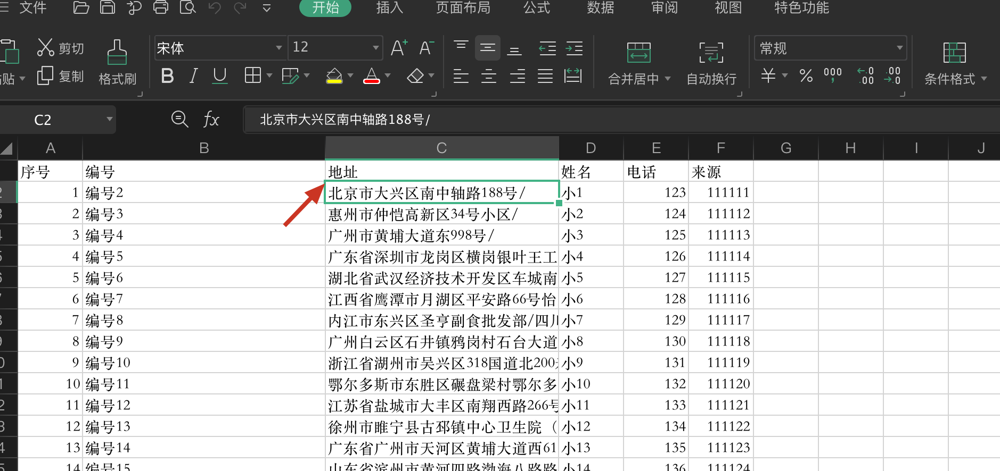 文件 开始 插入 页面布局 公式 数据 审阅 视图 特色功能
剪切 宋体 12 A+ A- 常规
贴 复制 格式刷 B I U A 合并居中 自动换行 ¥ % 000, ←.0 .00 .00 →.0 条件格式
C2 fx 北京市大兴区南中轴路188号/
A B C D E F G H I J
序号 编号 地址 姓名 电话 来源
2 1 编号2 北京市大兴区南中轴路188号/ 小1 123 111111
3 2 编号3 惠州市仲恺高新区34号小区/ 小2 124 111112
4 3 编号4 广州市黄埔大道东998号/ 小3 125 111113
5 4 编号5 广东省深圳市龙岗区横岗银叶王工 小4 126 111114
6 5 编号6 湖北省武汉经济技术开发区车城南 小5 127 111115
7 6 编号7 江西省鹰潭市月湖区平安路66号怡 小6 128 111116
8 7 编号8 内江市东兴区圣亨副食批发部/四川 小7 129 111117
9 8 编号9 广州白云区石井镇鸦岗村石台大道 小8 130 111118
0 9 编号10 浙江省湖州市吴兴区318国道北200 小9 131 111119
1 10 编号11 鄂尔多斯市东胜区碾盘梁村鄂尔多 小10 132 111120
2 11 编号12 江苏省盐城市大丰区南翔西路266号 小11 133 111121
3 12 编号13 徐州市睢宁县古邳镇中心卫生院（ 小12 134 111122
4 13 编号14 广东省广州市天河区黄埔大道西61 小13 135 111123
5 14 编号15 山东省滨州市黄河四路渤海八路路 小14 136 111124